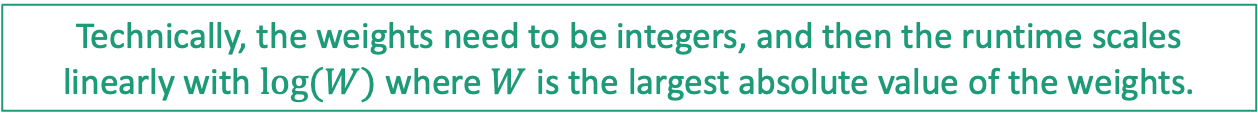 Technically, the weights need to be integers, and then the runtime scales
linearly with log(W) where W is the largest absolute value of the weights.